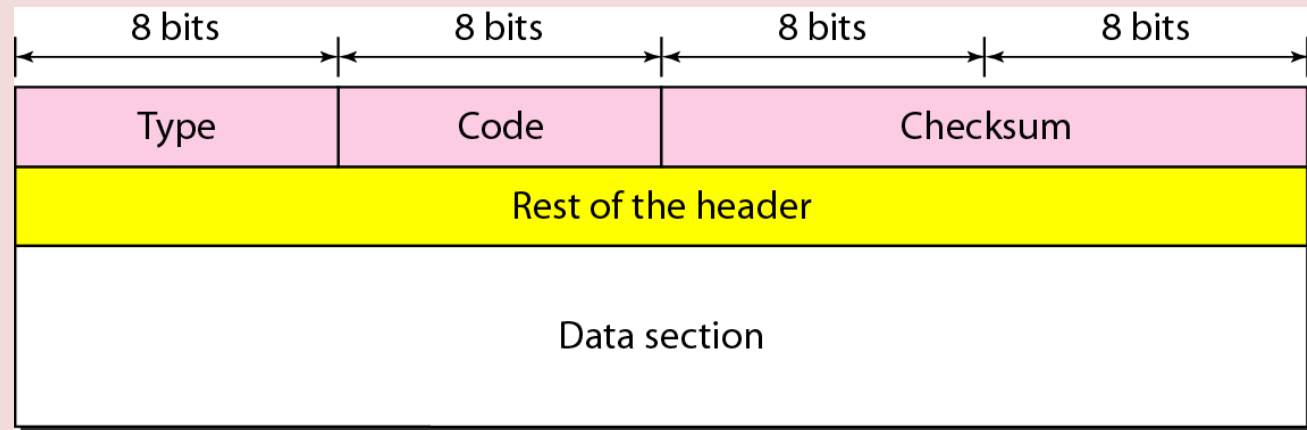 8 bits 8 bits 8 bits 8 bits
Type Code Checksum
Rest of the header
Data section